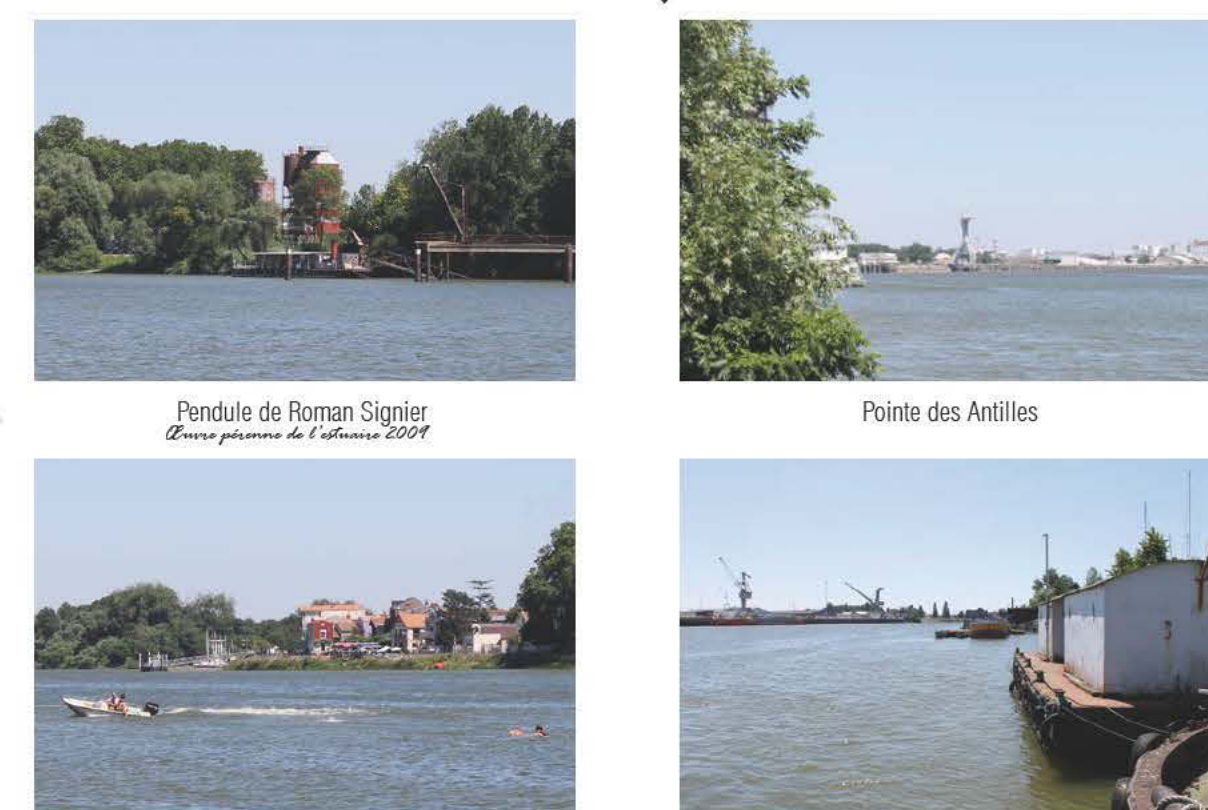 Pendule de Roman Signier
Œuvre pérenne de l'estuaire 2009
Pointe des Antilles